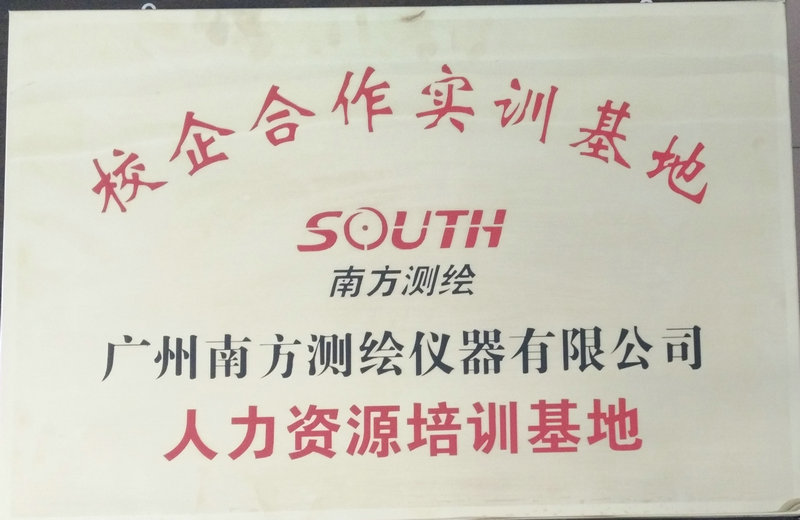 校企合作实训基地
SOUTH
南方测绘
广州南方测绘仪器有限公司
人力资源培训基地